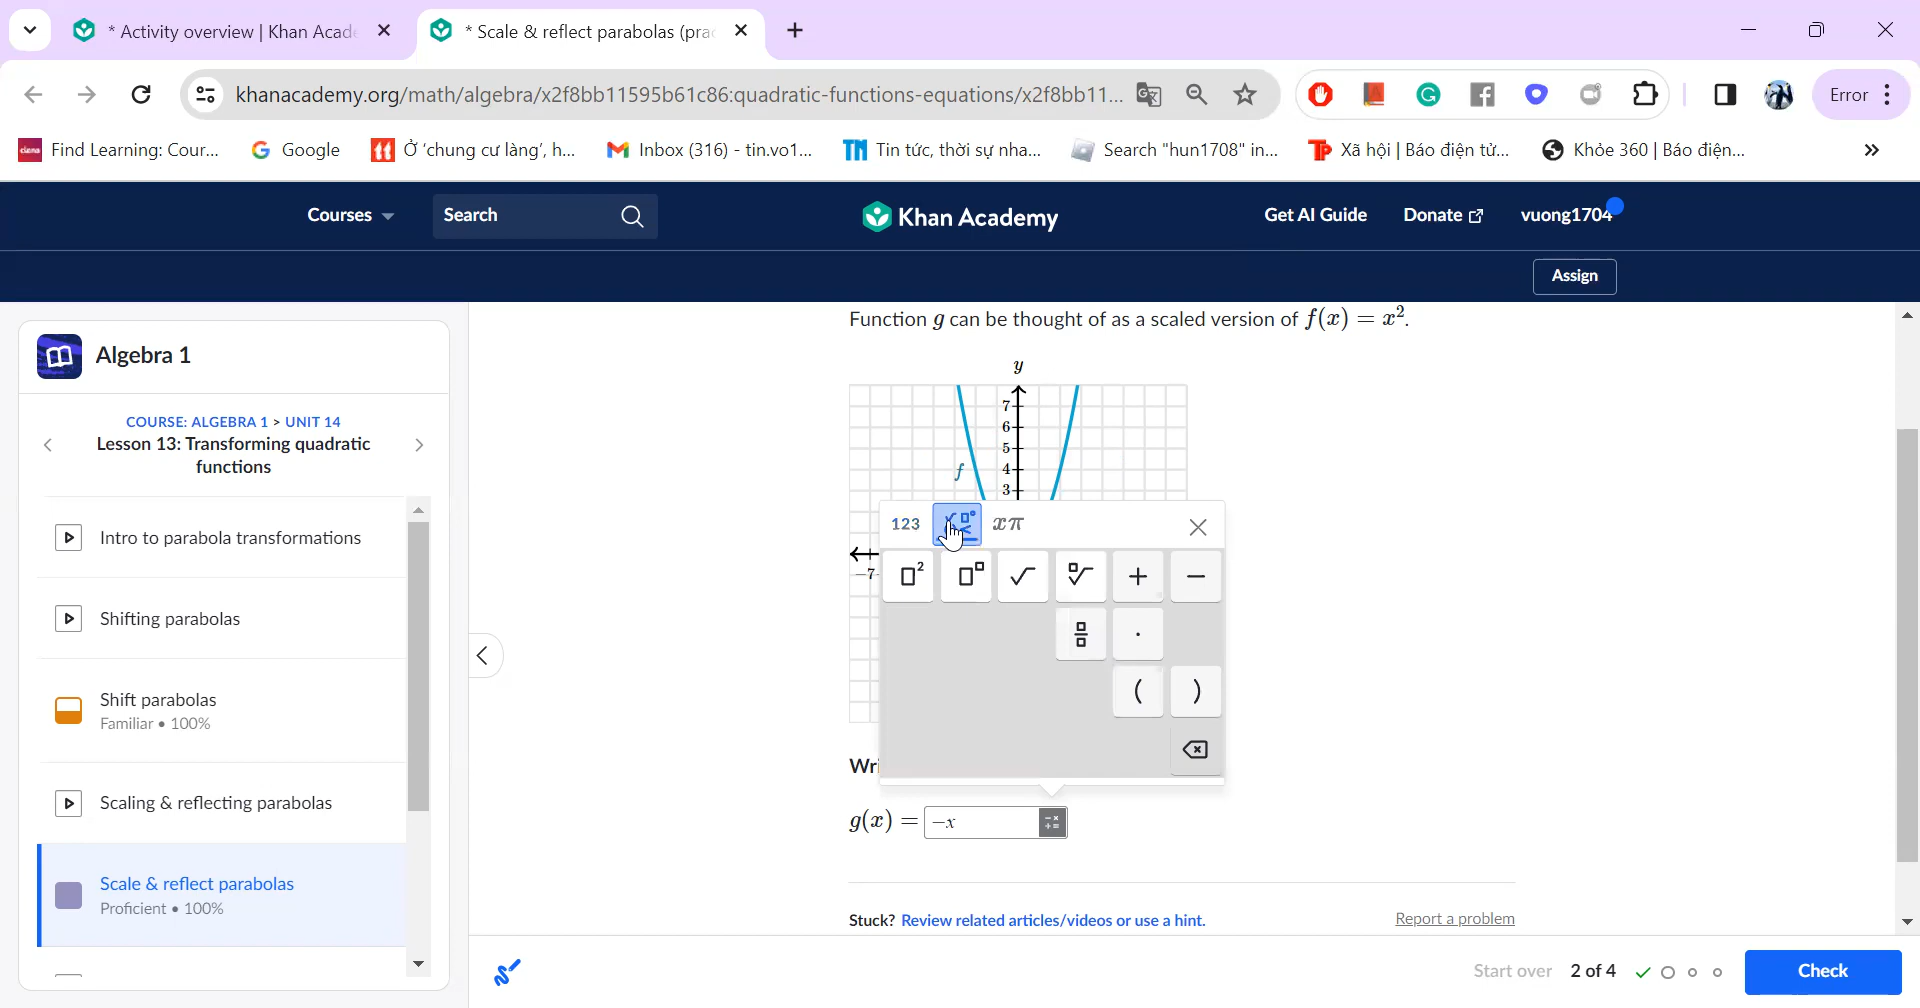 * Activity overview | Khan Acade
* Scale & reflect parabolas (prac
khanacademy.org/math/algebra/x2f8bb11595b61c86:quadratic-functions-equations/x2f8bb11...
Error
Find Learning: Cour...
Google
Ở 'chung cư làng', h...
Inbox (316) - tin.vo1...
Tin tức, thời sự nha...
Search "hun1708" in...
Xã hội | Báo điện tử...
Khỏe 360 | Báo điện...
»
Courses
Search
Khan Academy
Get AI Guide
Donate
vuong1704
Assign
Algebra 1
COURSE: ALGEBRA 1 > UNIT 14
Lesson 13: Transforming quadratic
functions
Intro to parabola transformations
Shifting parabolas
Shift parabolas
Familiar • 100%
Scaling & reflecting parabolas
Scale & reflect parabolas
Proficient • 100%
Function g can be thought of as a scaled version of f(x) = x².
y
7
6
5
4
3
f
−7
123
xπ
□² □^□ √ □√ + −
□/□ ·
( )
Wri
g(x) = −x
Stuck? Review related articles/videos or use a hint.
Report a problem
Start over 2 of 4
Check